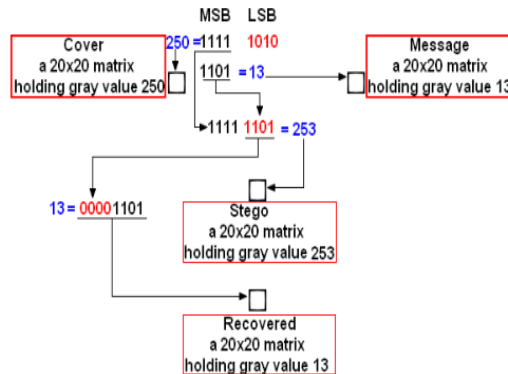 MSB LSB
Cover
a 20x20 matrix
holding gray value 250
250 = 1111 1010
1101 = 13
Message
a 20x20 matrix
holding gray value 13
1111 1101 = 253
13 = 00001101
Stego
a 20x20 matrix
holding gray value 253
Recovered
a 20x20 matrix
holding gray value 13